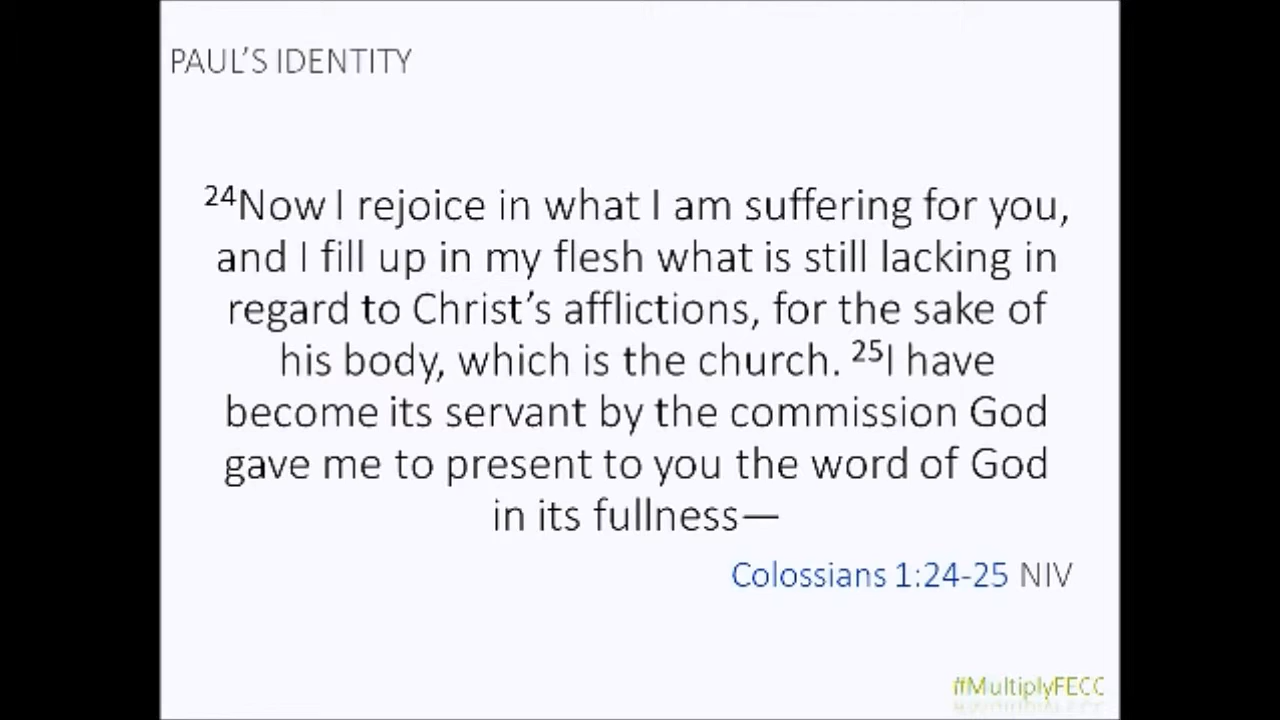 PAUL’S IDENTITY
²⁴Now I rejoice in what I am suffering for you,
and I fill up in my flesh what is still lacking in
regard to Christ’s afflictions, for the sake of
his body, which is the church. ²⁵I have
become its servant by the commission God
gave me to present to you the word of God
in its fullness—
Colossians 1:24-25 NIV
#MultiplyFECC